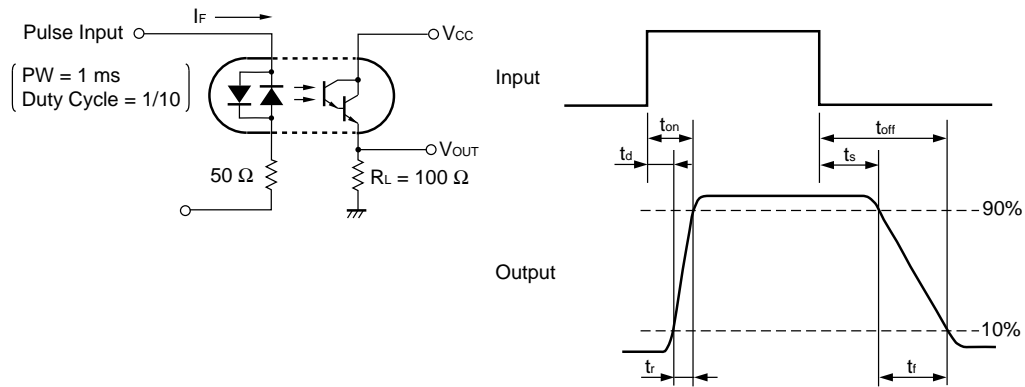 IF
Pulse Input
VCC
PW = 1 ms
Duty Cycle = 1/10
VOUT
50 Ω
RL = 100 Ω
Input
ton
toff
td
ts
90%
Output
10%
tr
tf